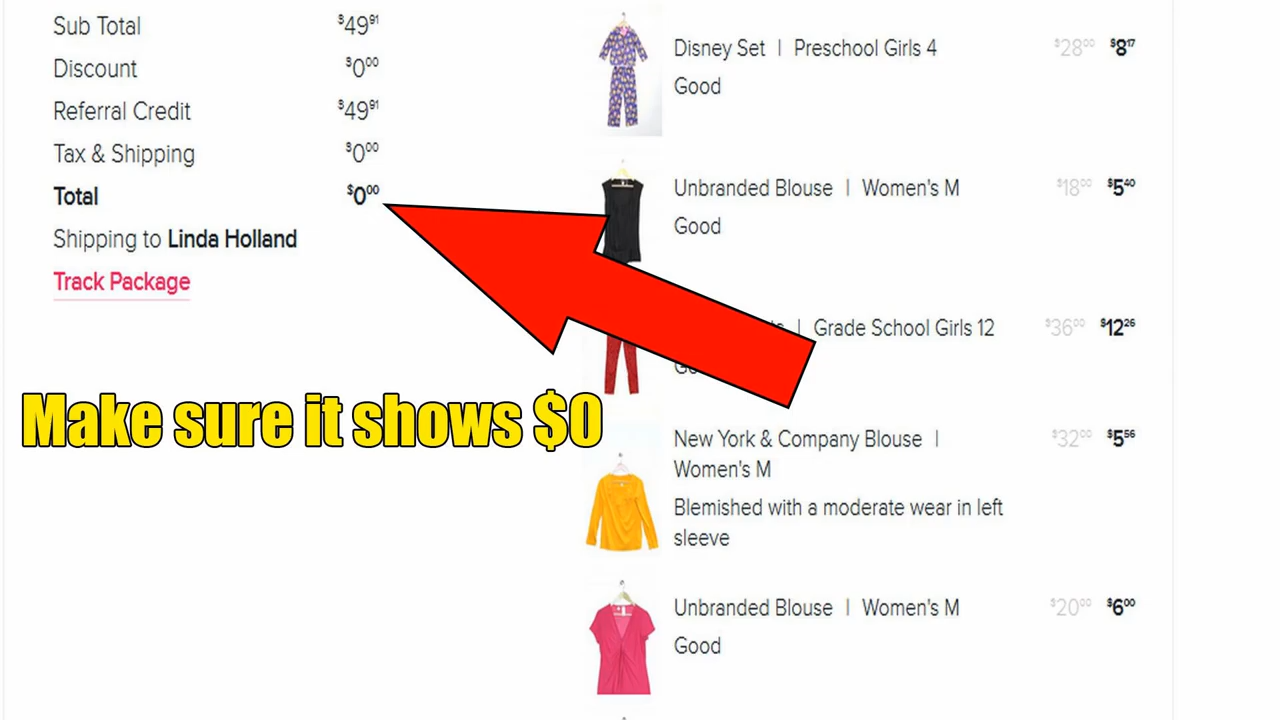 Sub Total $49.91
Discount $0.00
Referral Credit $49.91
Tax & Shipping $0.00
Total $0.00
Shipping to Linda Holland
Track Package
Make sure it shows $0
Disney Set | Preschool Girls 4 $28.00 $8.17
Good
Unbranded Blouse | Women's M $18.00 $5.40
Good
| Grade School Girls 12 $36.00 $12.26
New York & Company Blouse | $32.00 $5.56
Women's M
Blemished with a moderate wear in left
sleeve
Unbranded Blouse | Women's M $20.00 $6.00
Good